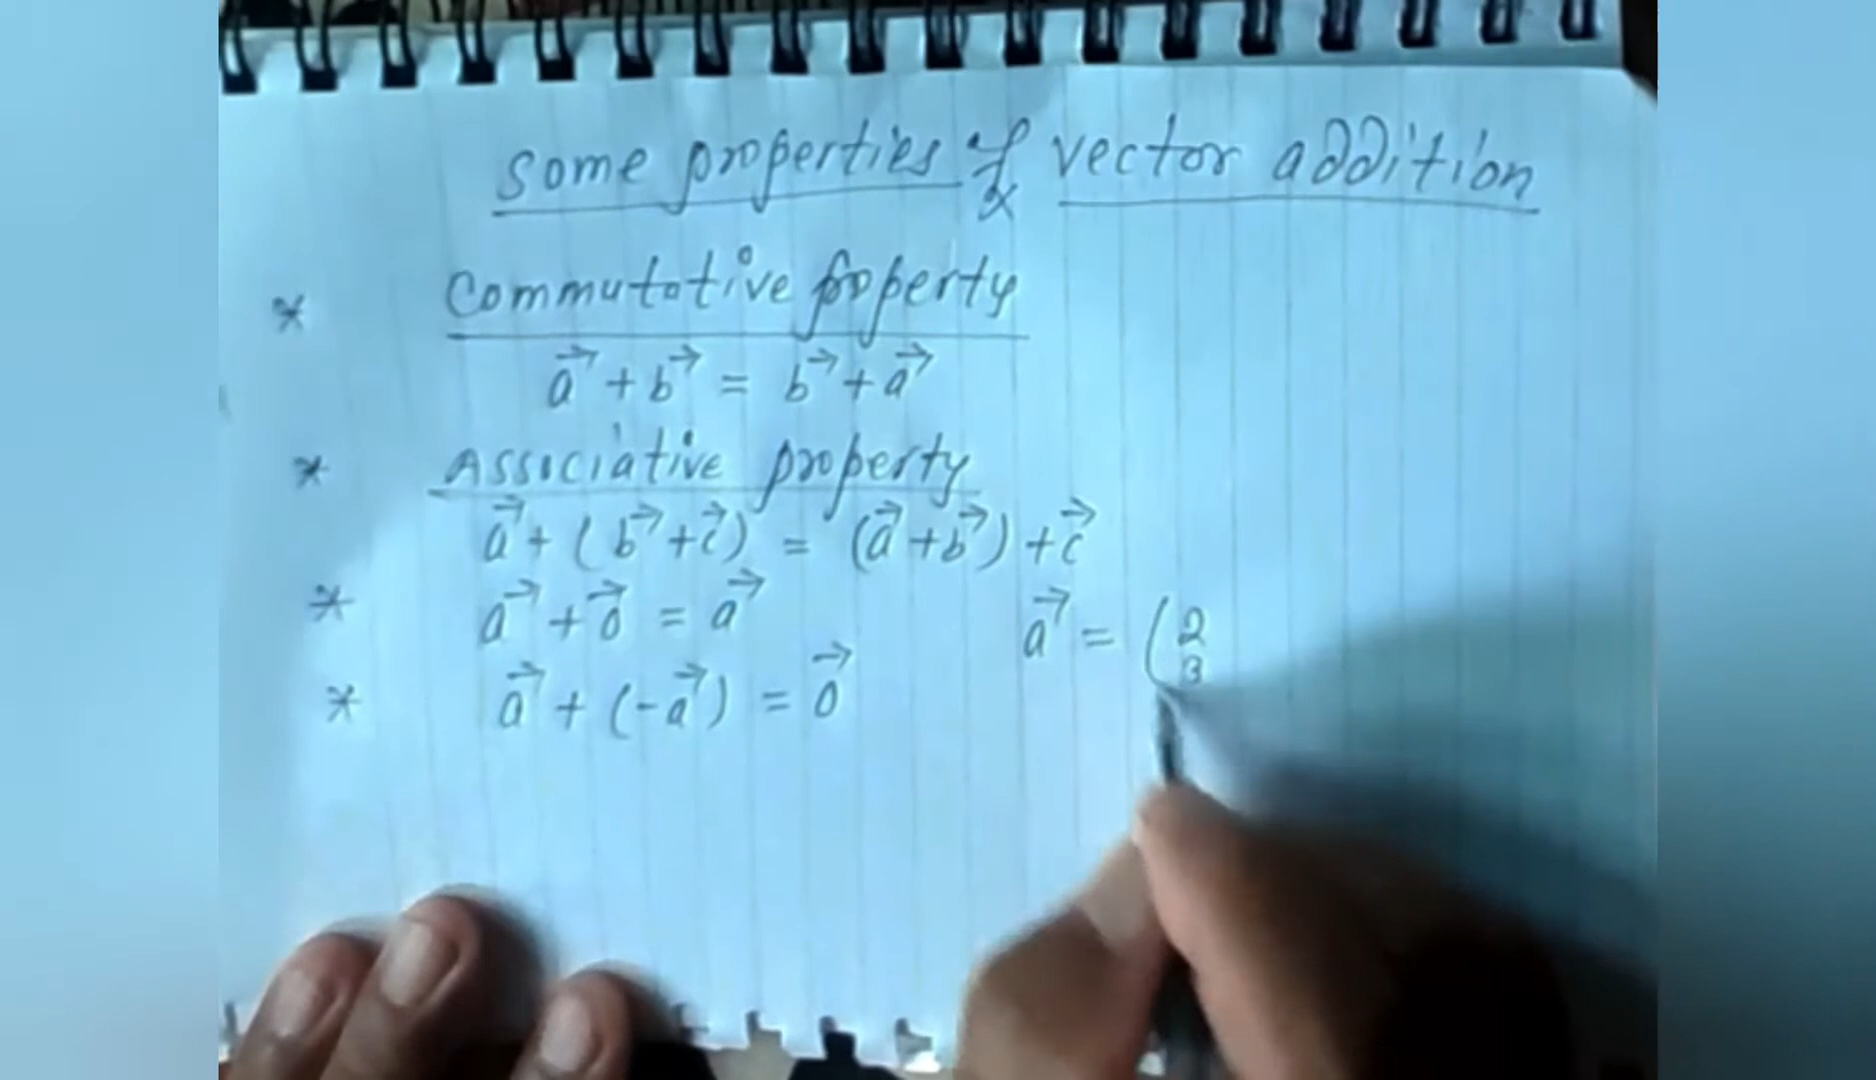 some properties of vector addition
* Commutative property
a⃗ + b⃗ = b⃗ + a⃗
* Associative property
a⃗ + (b⃗ + c⃗) = (a⃗ + b⃗) + c⃗
* a⃗ + 0⃗ = a⃗
a⃗ = (2
3
* a⃗ + (-a⃗) = 0⃗